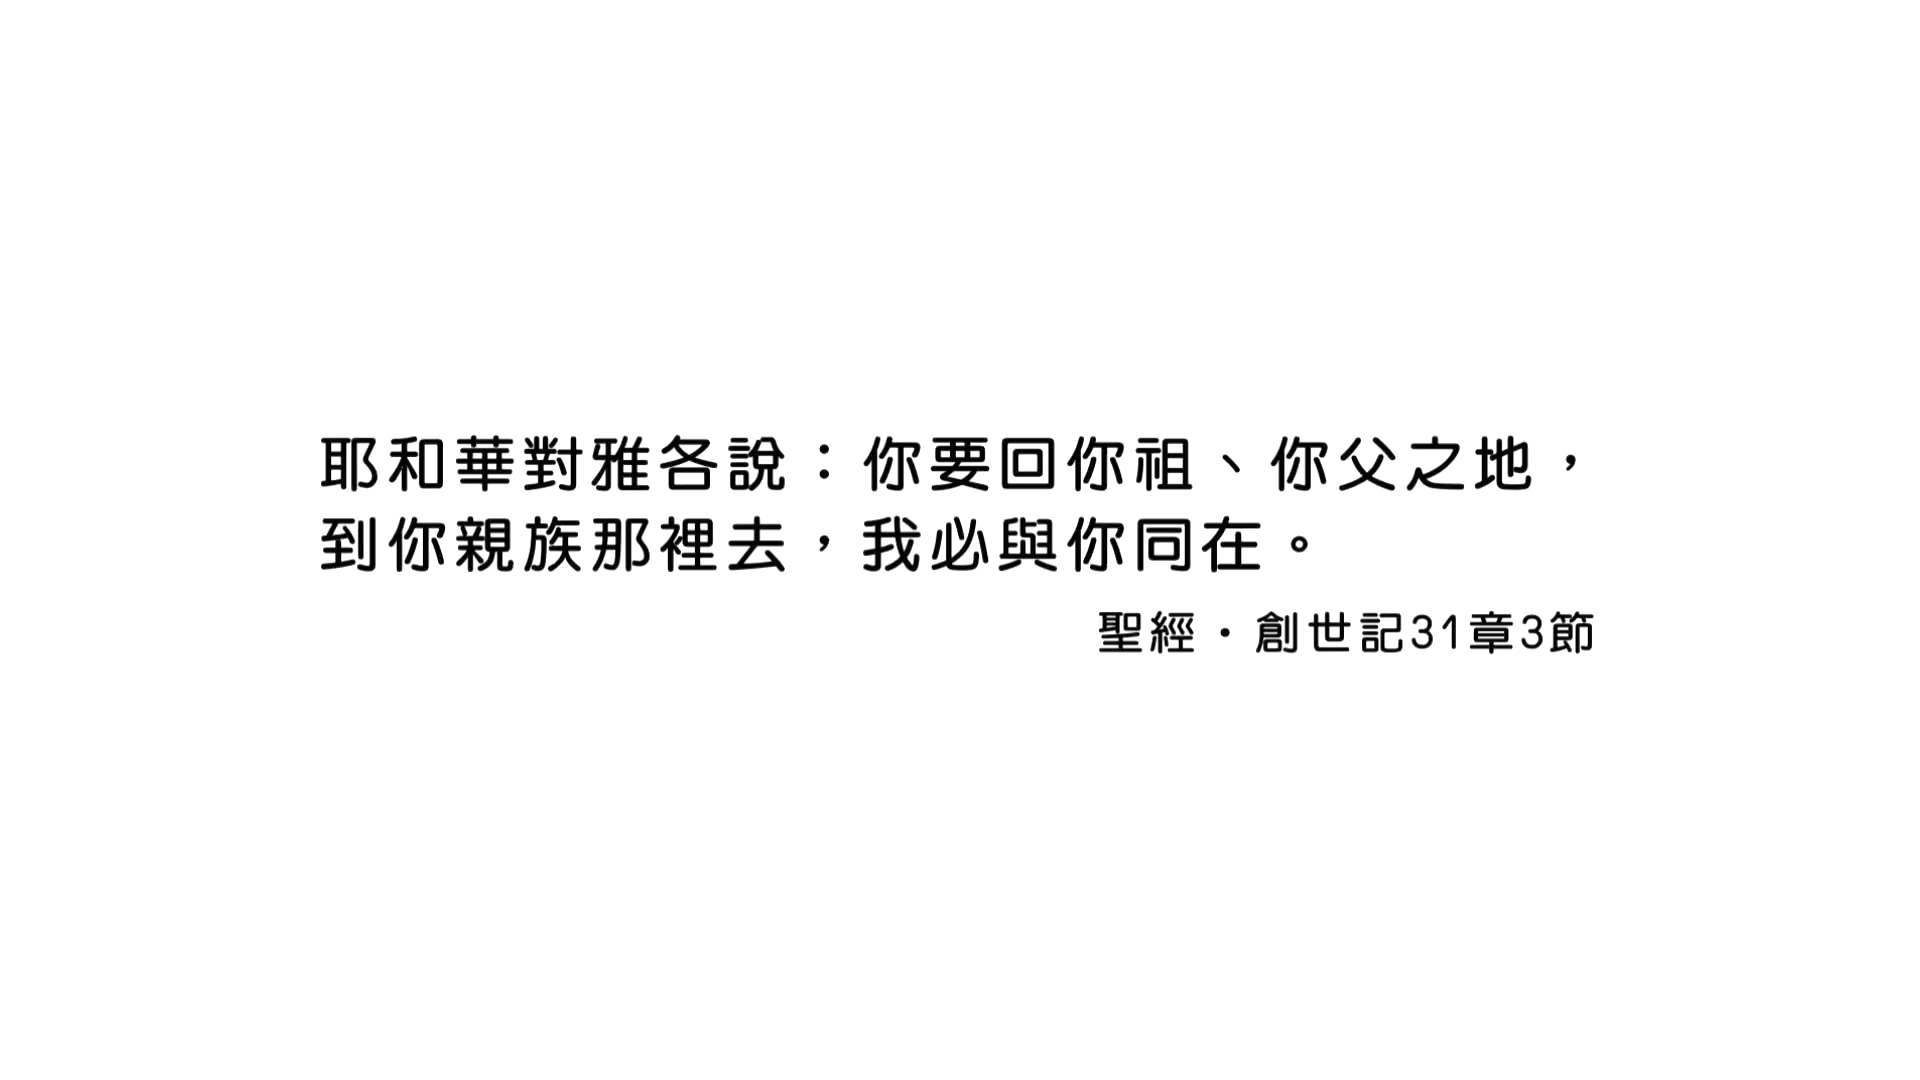 耶和華對雅各說：你要回你祖、你父之地，
到你親族那裡去，我必與你同在。
聖經・創世記31章3節